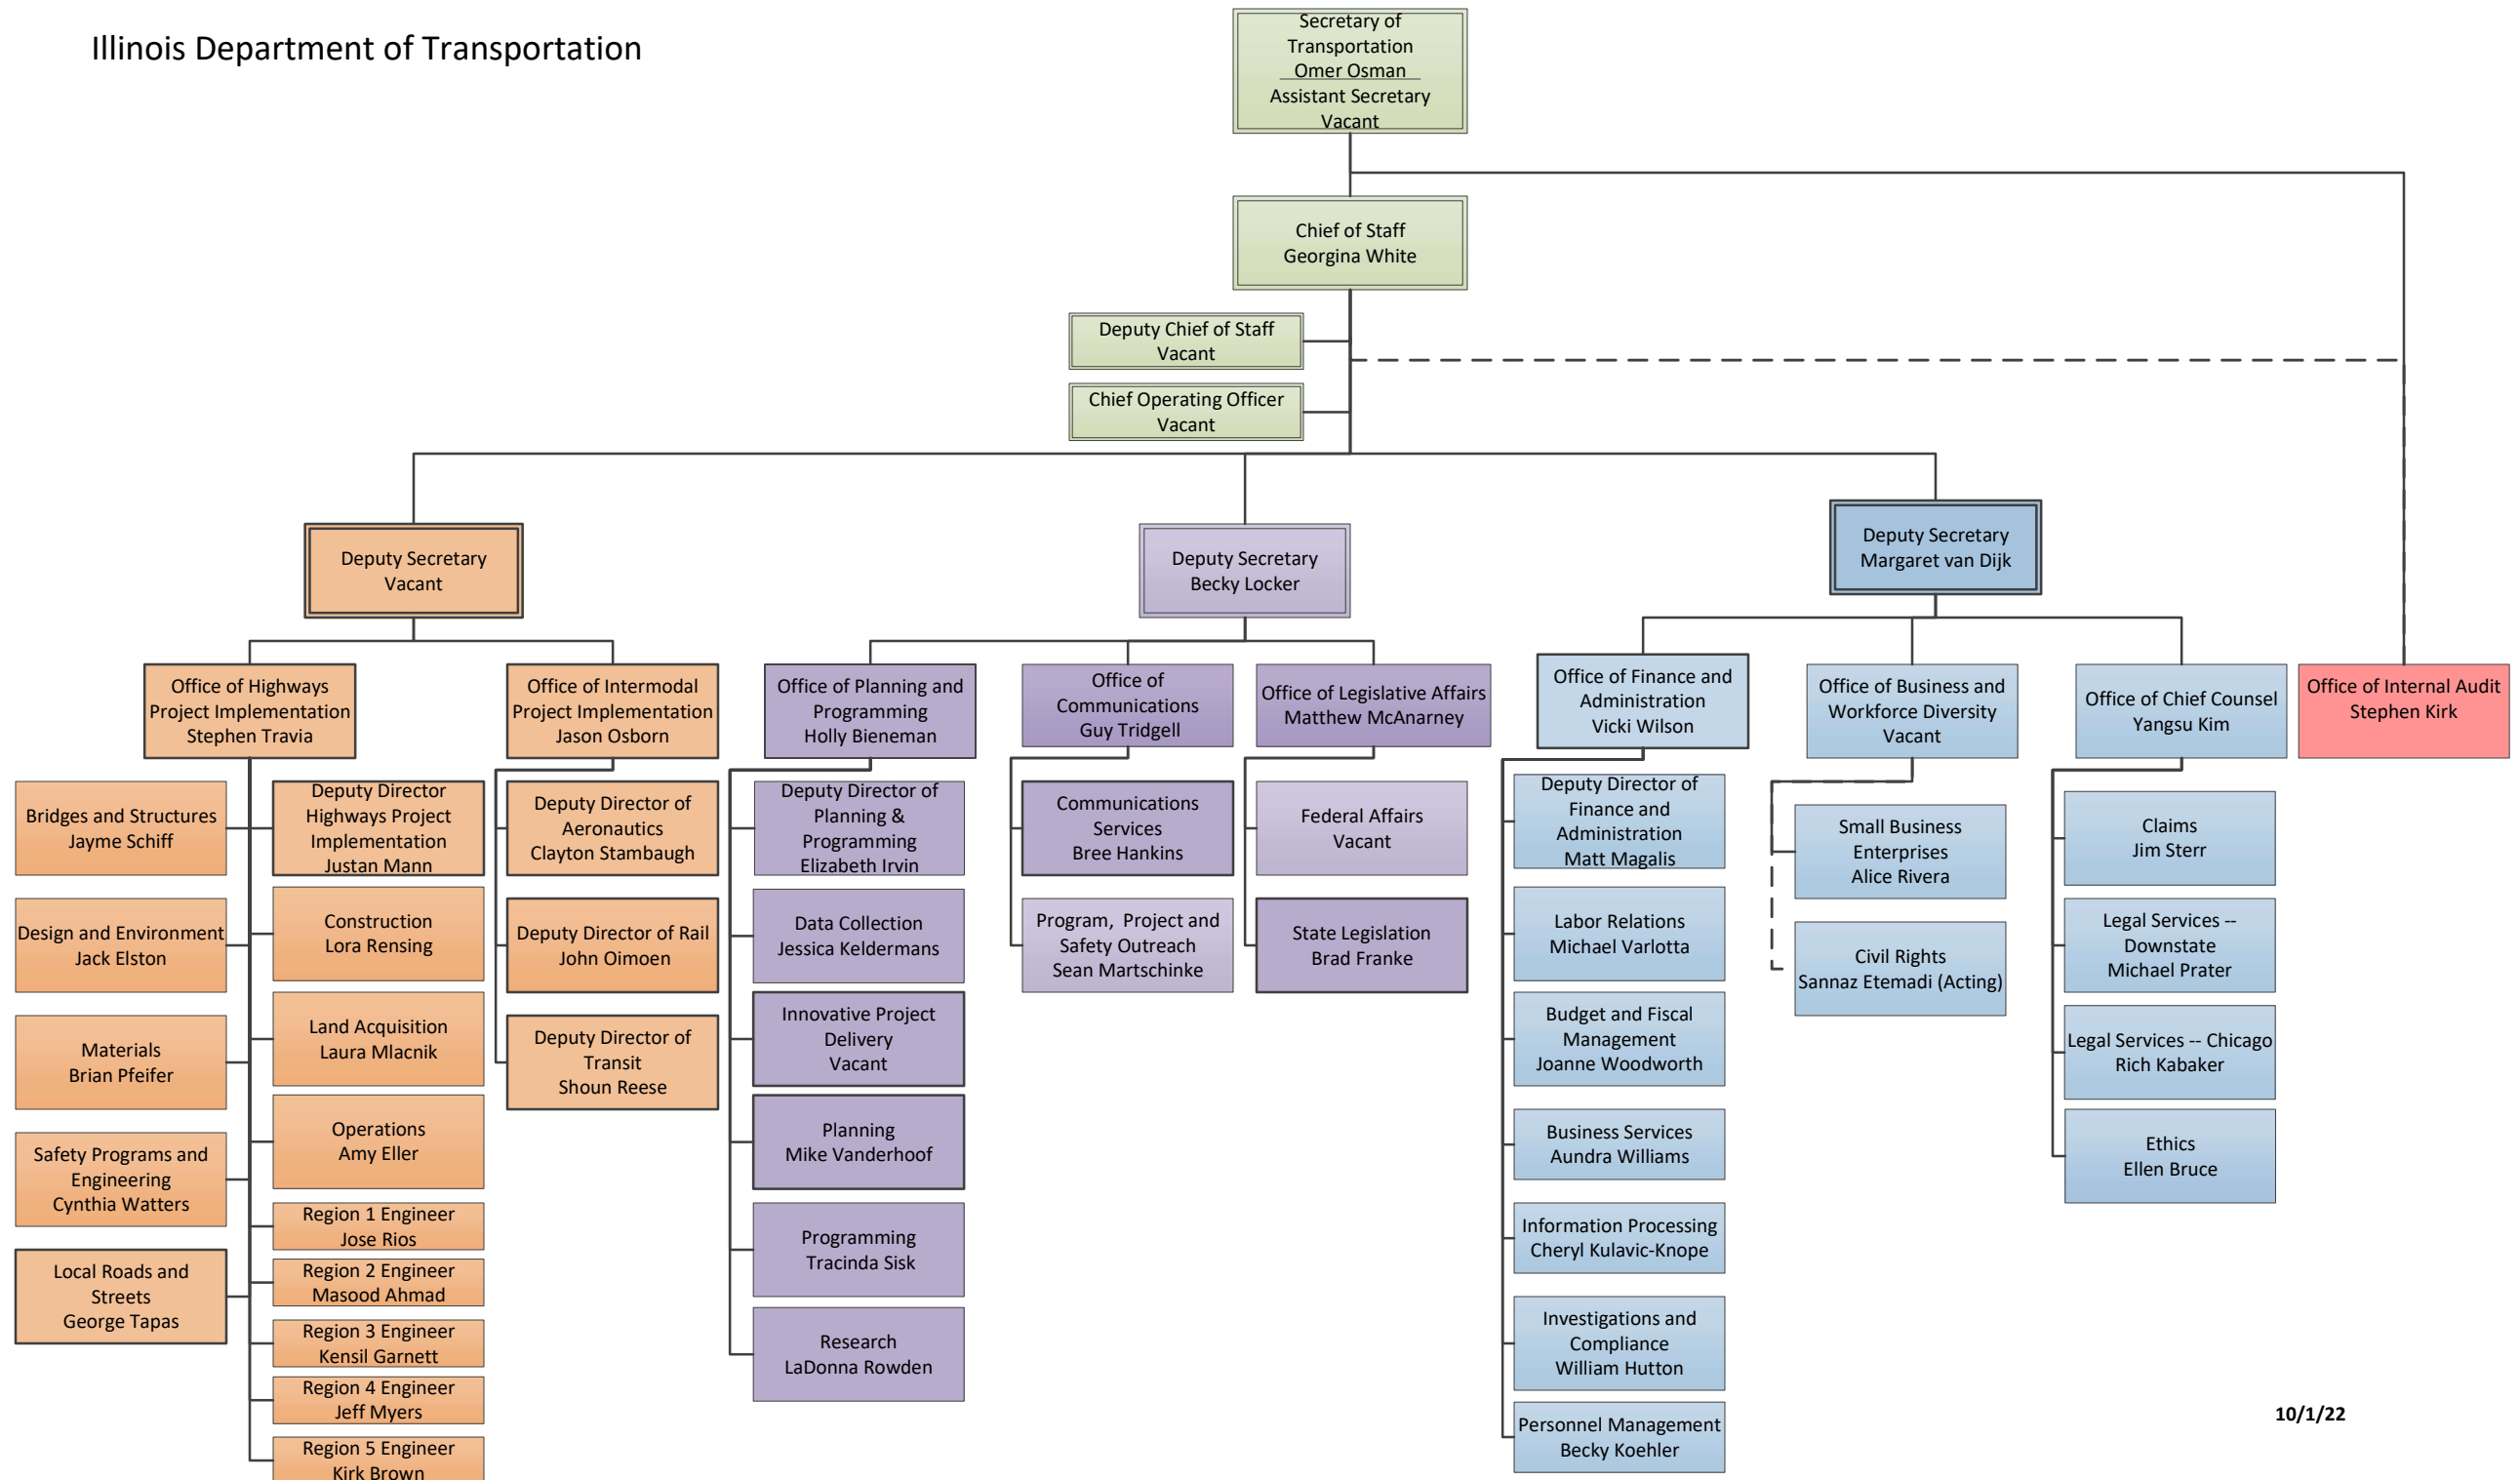 Illinois Department of Transportation
Secretary of
Transportation
Omer Osman
Assistant Secretary
Vacant
Chief of Staff
Georgina White
Deputy Chief of Staff
Vacant
Chief Operating Officer
Vacant
Deputy Secretary
Vacant
Deputy Secretary
Becky Locker
Deputy Secretary
Margaret van Dijk
Office of Highways
Project Implementation
Stephen Travia
Office of Intermodal
Project Implementation
Jason Osborn
Office of Planning and
Programming
Holly Bieneman
Office of
Communications
Guy Tridgell
Office of Legislative Affairs
Matthew McAnarney
Office of Finance and
Administration
Vicki Wilson
Office of Business and
Workforce Diversity
Vacant
Office of Chief Counsel
Yangsu Kim
Office of Internal Audit
Stephen Kirk
Bridges and Structures
Jayme Schiff
Design and Environment
Jack Elston
Materials
Brian Pfeifer
Safety Programs and
Engineering
Cynthia Watters
Local Roads and
Streets
George Tapas
Deputy Director
Highways Project
Implementation
Justan Mann
Construction
Lora Rensing
Land Acquisition
Laura Mlacnik
Operations
Amy Eller
Region 1 Engineer
Jose Rios
Region 2 Engineer
Masood Ahmad
Region 3 Engineer
Kensil Garnett
Region 4 Engineer
Jeff Myers
Region 5 Engineer
Kirk Brown
Deputy Director of
Aeronautics
Clayton Stambaugh
Deputy Director of Rail
John Oimoen
Deputy Director of
Transit
Shoun Reese
Deputy Director of
Planning &
Programming
Elizabeth Irvin
Data Collection
Jessica Keldermans
Innovative Project
Delivery
Vacant
Planning
Mike Vanderhoof
Programming
Tracinda Sisk
Research
LaDonna Rowden
Communications
Services
Bree Hankins
Program, Project and
Safety Outreach
Sean Martschinke
Federal Affairs
Vacant
State Legislation
Brad Franke
Deputy Director of
Finance and
Administration
Matt Magalis
Labor Relations
Michael Varlotta
Budget and Fiscal
Management
Joanne Woodworth
Business Services
Aundra Williams
Information Processing
Cheryl Kulavic-Knope
Investigations and
Compliance
William Hutton
Personnel Management
Becky Koehler
Small Business
Enterprises
Alice Rivera
Civil Rights
Sannaz Etemadi (Acting)
Claims
Jim Sterr
Legal Services --
Downstate
Michael Prater
Legal Services -- Chicago
Rich Kabaker
Ethics
Ellen Bruce
10/1/22